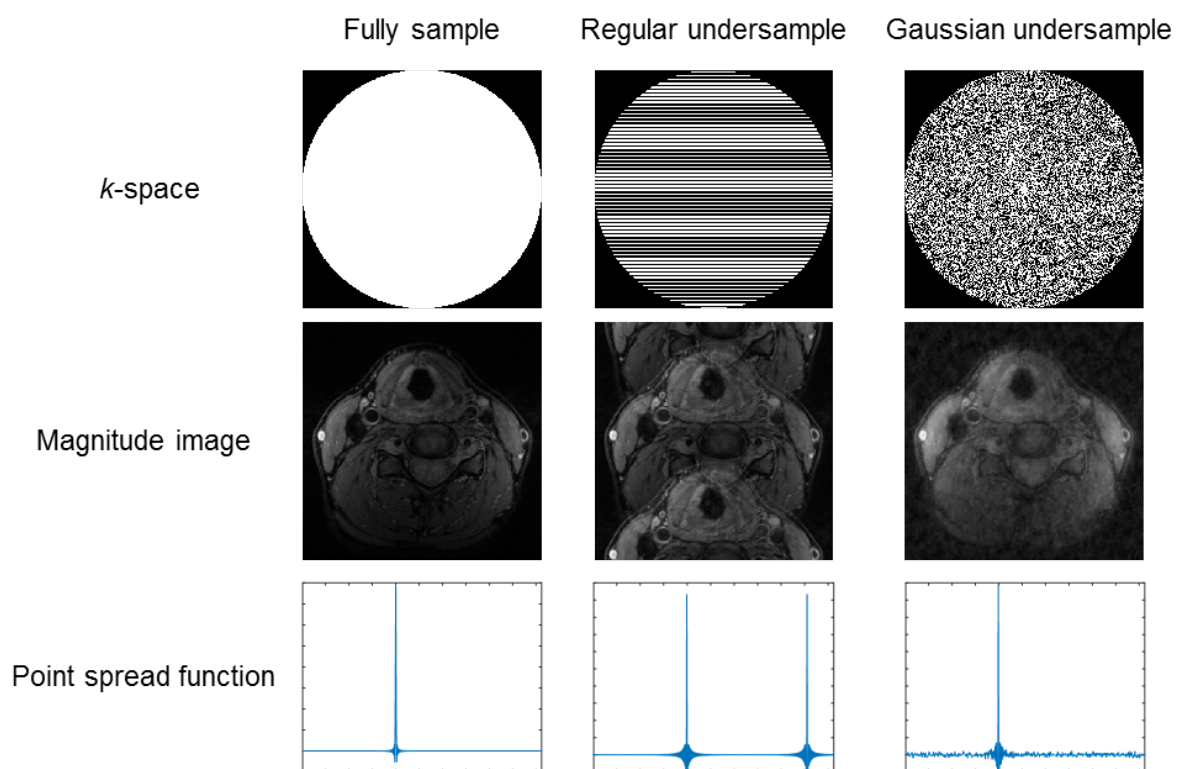 Fully sample
Regular undersample
Gaussian undersample
k-space
Magnitude image
Point spread function